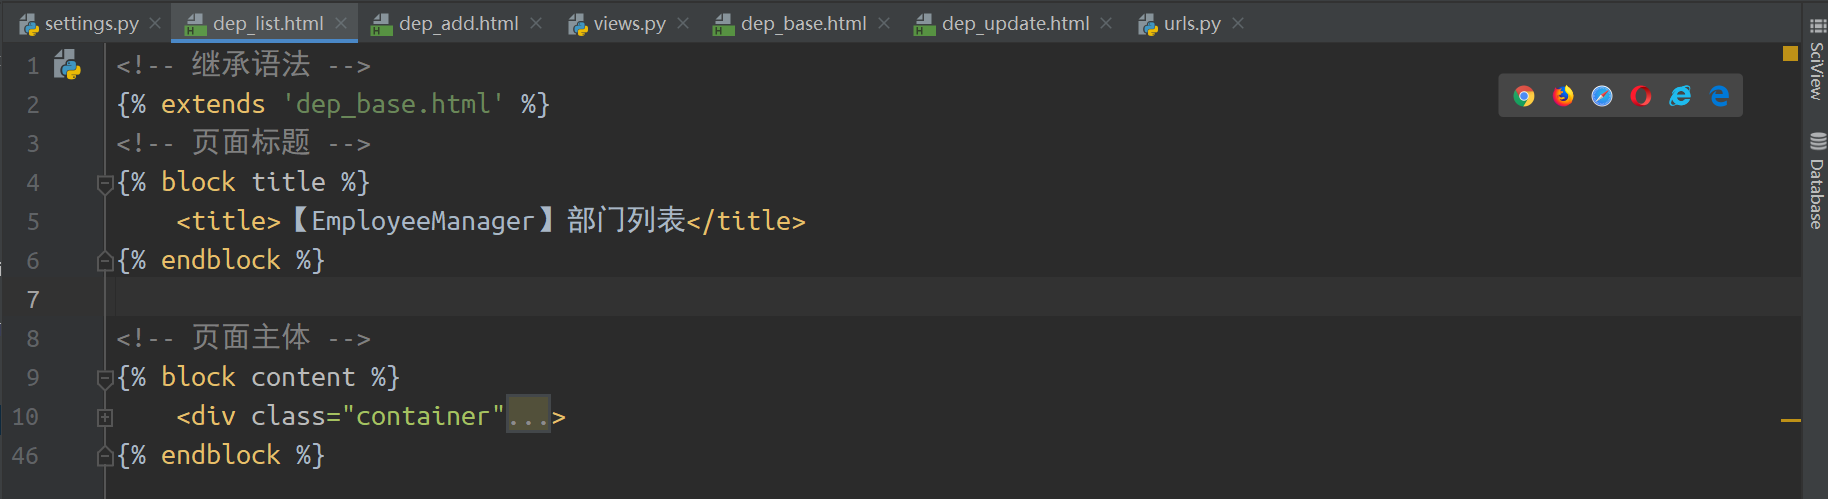 settings.py dep_list.html dep_add.html views.py dep_base.html dep_update.html urls.py
1 <!-- 继承语法 -->
2 {% extends 'dep_base.html' %}
3 <!-- 页面标题 -->
4 {% block title %}
5 <title>【EmployeeManager】部门列表</title>
6 {% endblock %}
7
8 <!-- 页面主体 -->
9 {% block content %}
10 <div class="container"...>
46 {% endblock %}
SciView
Database